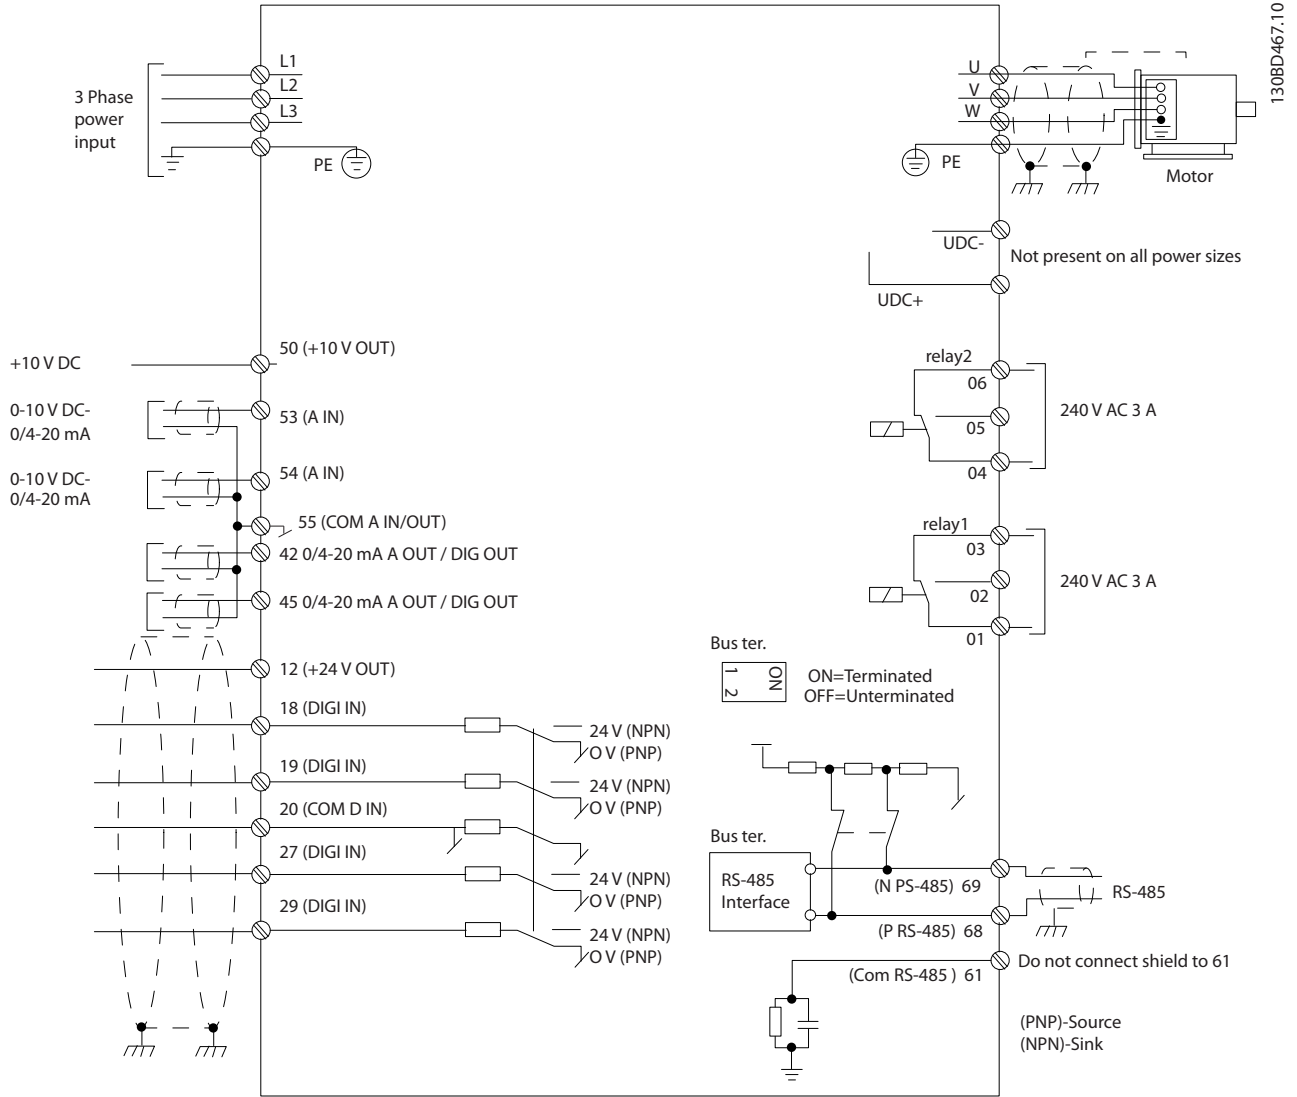 130BD467.10
3 Phase
power
input
L1
L2
L3
PE
U
V
W
PE
Motor
UDC-
Not present on all power sizes
UDC+
+10 V DC
50 (+10 V OUT)
0-10 V DC-
0/4-20 mA
53 (A IN)
0-10 V DC-
0/4-20 mA
54 (A IN)
55 (COM A IN/OUT)
42 0/4-20 mA A OUT / DIG OUT
45 0/4-20 mA A OUT / DIG OUT
12 (+24 V OUT)
18 (DIGI IN)
24 V (NPN)
O V (PNP)
19 (DIGI IN)
24 V (NPN)
O V (PNP)
20 (COM D IN)
27 (DIGI IN)
24 V (NPN)
O V (PNP)
29 (DIGI IN)
24 V (NPN)
O V (PNP)
relay2
06
05
04
240 V AC 3 A
relay1
03
02
01
240 V AC 3 A
Bus ter.
1
2
ON
ON=Terminated
OFF=Unterminated
Bus ter.
RS-485
Interface
(N PS-485) 69
RS-485
(P RS-485) 68
(Com RS-485 ) 61
Do not connect shield to 61
(PNP)-Source
(NPN)-Sink